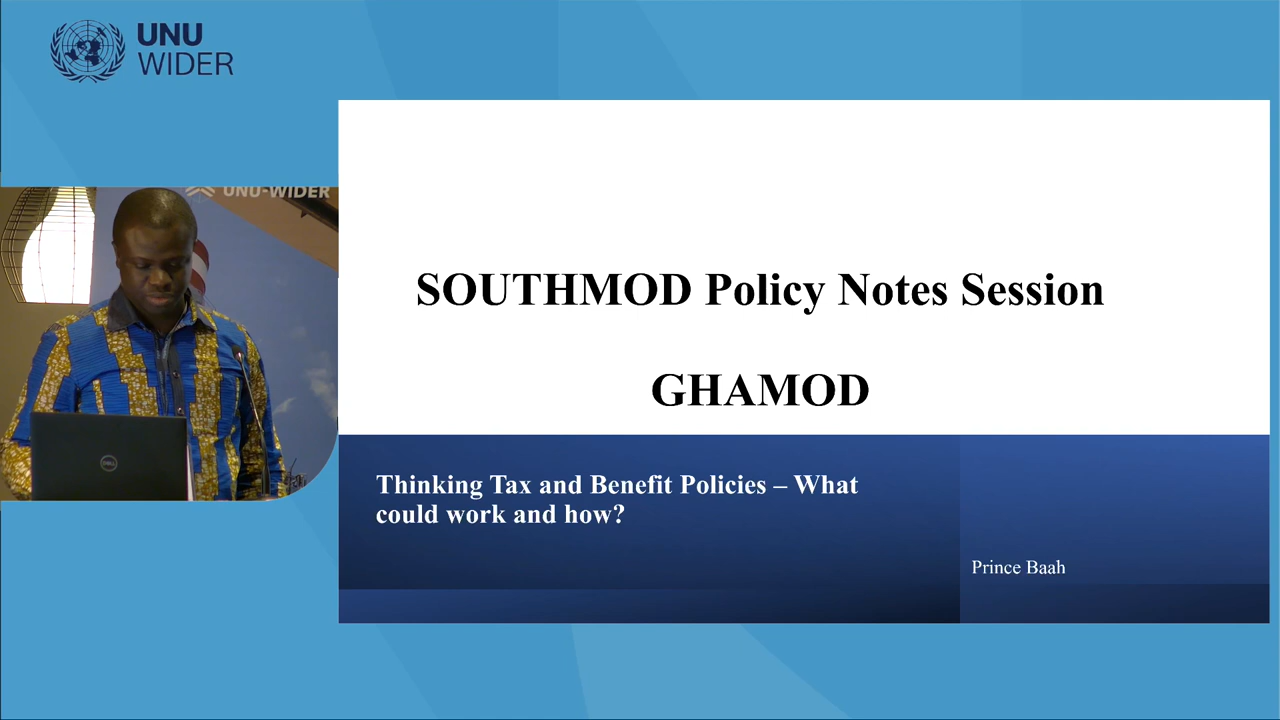 UNU
WIDER
UNU-WIDER
SOUTHMOD Policy Notes Session
GHAMOD
Thinking Tax and Benefit Policies – What
could work and how?
Prince Baah
DELL